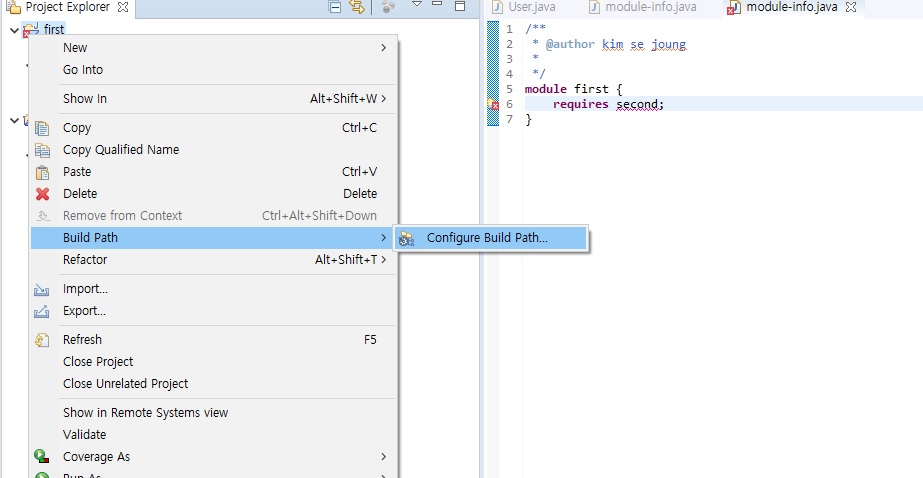 Project Explorer
first
New
Go Into
Show In Alt+Shift+W
Copy Ctrl+C
Copy Qualified Name
Paste Ctrl+V
Delete Delete
Remove from Context Ctrl+Alt+Shift+Down
Build Path
Configure Build Path...
Refactor Alt+Shift+T
Import...
Export...
Refresh F5
Close Project
Close Unrelated Project
Show in Remote Systems view
Validate
Coverage As
Run As
User.java
module-info.java
module-info.java
1 /**
2 * @author kim se joung
3 *
4 */
5 module first {
6 requires second;
7 }